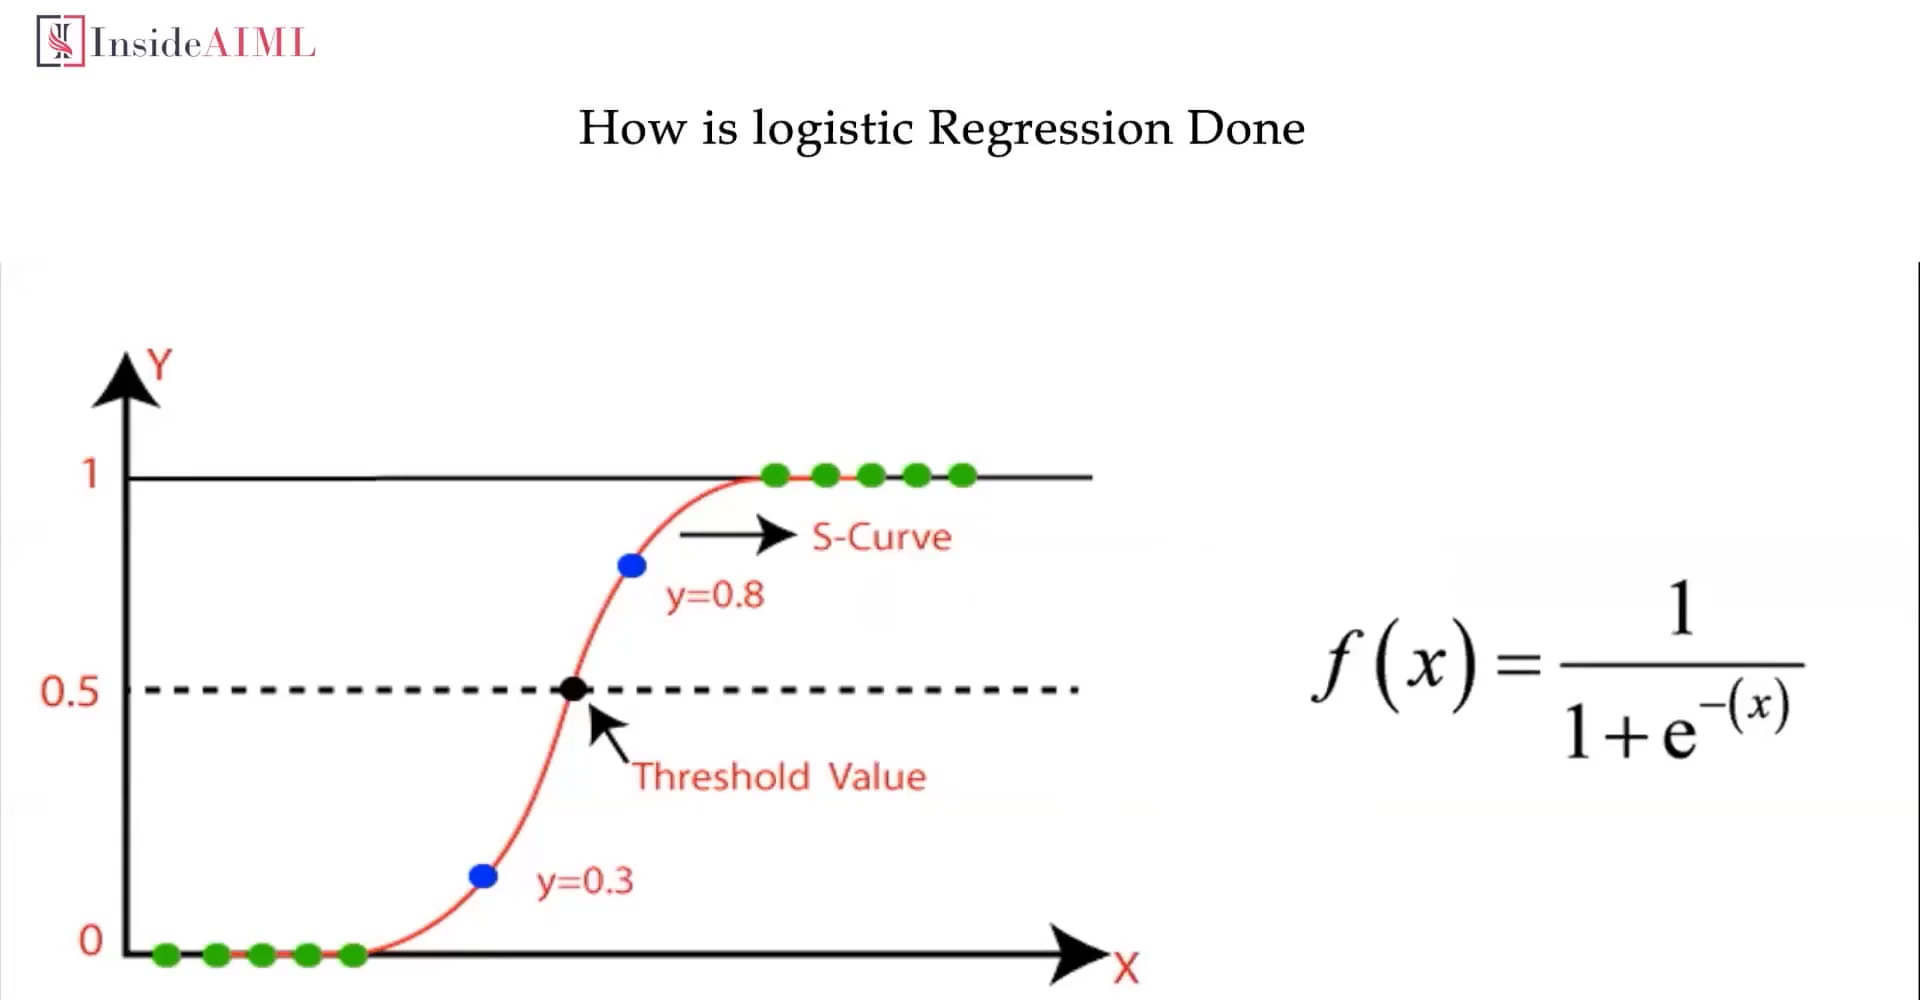 InsideAIML
How is logistic Regression Done
Y
1
S-Curve
y=0.8
0.5
Threshold Value
y=0.3
0
X
f(x)=1/(1+e^-(x))